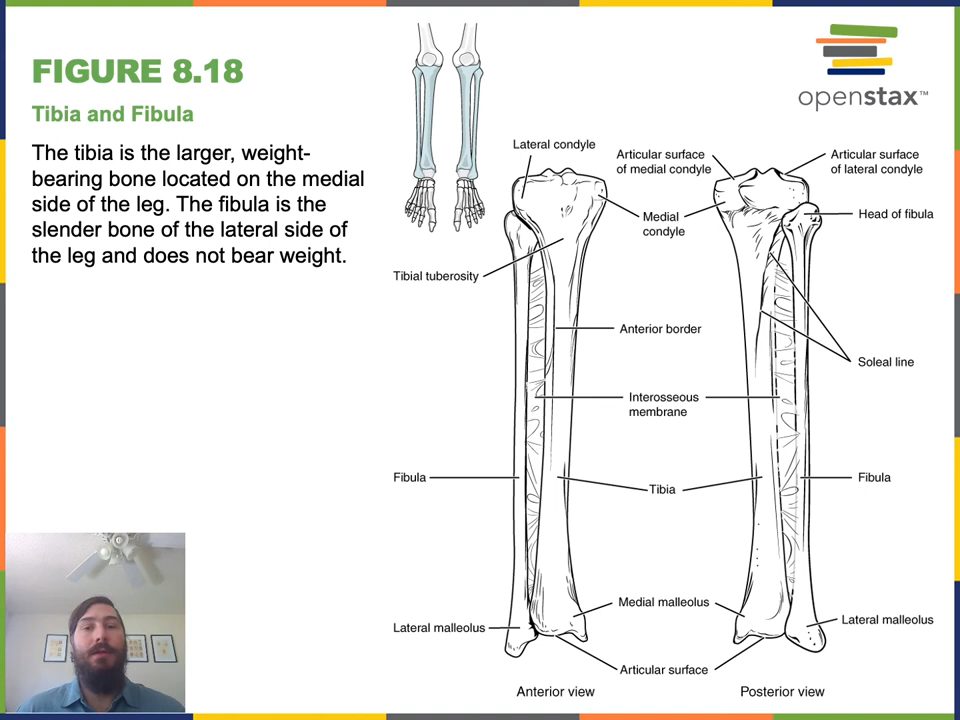 FIGURE 8.18
Tibia and Fibula
The tibia is the larger, weight-
bearing bone located on the medial
side of the leg. The fibula is the
slender bone of the lateral side of
the leg and does not bear weight.
openstax™
Lateral condyle
Articular surface
of medial condyle
Articular surface
of lateral condyle
Medial
condyle
Head of fibula
Tibial tuberosity
Anterior border
Soleal line
Interosseous
membrane
Fibula
Tibia
Fibula
Medial malleolus
Lateral malleolus
Lateral malleolus
Articular surface
Anterior view
Posterior view